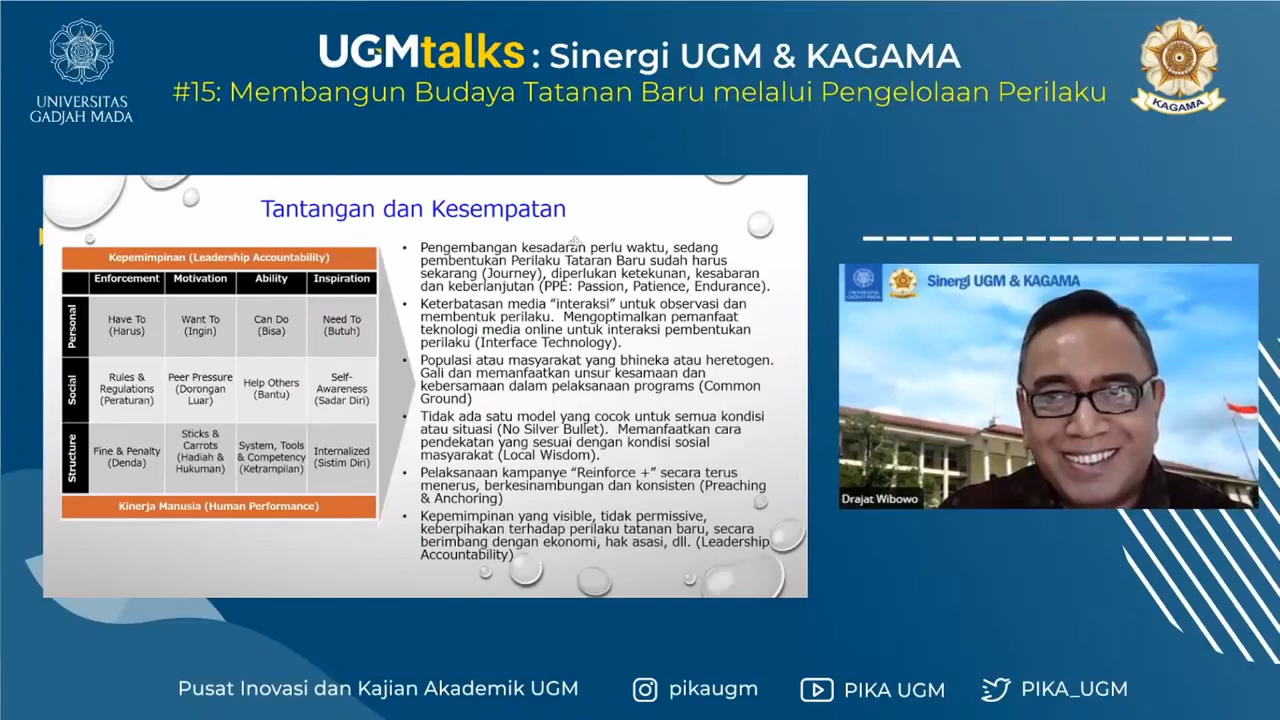 UNIVERSITAS
GADJAH MADA
UGMtalks : Sinergi UGM & KAGAMA
#15: Membangun Budaya Tatanan Baru melalui Pengelolaan Perilaku
KAGAMA
Tantangan dan Kesempatan
Kepemimpinan (Leadership Accountability)
Enforcement Motivation Ability Inspiration
Personal
Have To
(Harus)
Want To
(Ingin)
Can Do
(Bisa)
Need To
(Butuh)
Social
Rules &
Regulations
(Peraturan)
Peer Pressure
(Dorongan
Luar)
Help Others
(Bantu)
Self-
Awareness
(Sadar Diri)
Structure
Fine & Penalty
(Denda)
Sticks &
Carrots
(Hadiah &
Hukuman)
System, Tools
& Competency
(Ketrampilan)
Internalized
(Sistim Diri)
Kinerja Manusia (Human Performance)
• Pengembangan kesadaran perlu waktu, sedang
pembentukan Perilaku Tataran Baru sudah harus
sekarang (Journey), diperlukan ketekunan, kesabaran
dan keberlanjutan (PPE: Passion, Patience, Endurance).
• Keterbatasan media “interaksi” untuk observasi dan
membentuk perilaku. Mengoptimalkan pemanfaat
teknologi media online untuk interaksi pembentukan
perilaku (Interface Technology).
• Populasi atau masyarakat yang bhineka atau heretogen.
Gali dan memanfaatkan unsur kesamaan dan
kebersamaan dalam pelaksanaan programs (Common
Ground)
• Tidak ada satu model yang cocok untuk semua kondisi
atau situasi (No Silver Bullet). Memanfaatkan cara
pendekatan yang sesuai dengan kondisi sosial
masyarakat (Local Wisdom).
• Pelaksanaan kampanye “Reinforce +” secara terus
menerus, berkesinambungan dan konsisten (Preaching
& Anchoring)
• Kepemimpinan yang visible, tidak permissive,
keberpihakan terhadap perilaku tatanan baru, secara
berimbang dengan ekonomi, hak asasi, dll. (Leadership
Accountability)
Sinergi UGM & KAGAMA
Drajat Wibowo
Pusat Inovasi dan Kajian Akademik UGM
pikaugm
PIKA UGM
PIKA_UGM